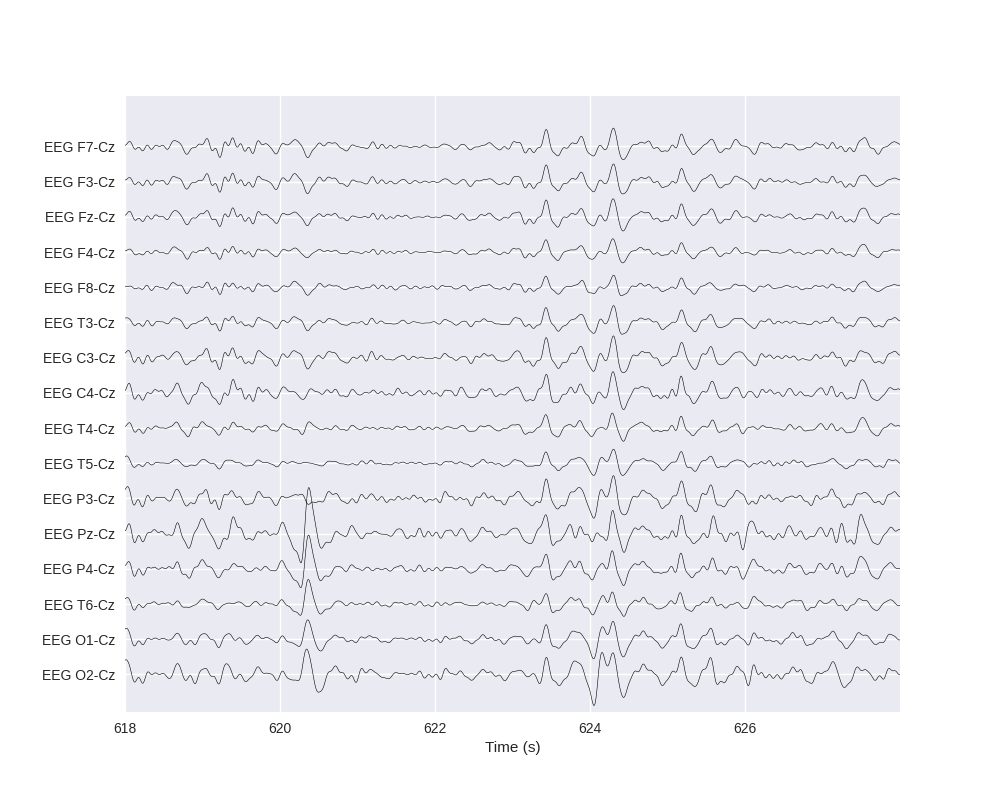 EEG F7-Cz
EEG F3-Cz
EEG Fz-Cz
EEG F4-Cz
EEG F8-Cz
EEG T3-Cz
EEG C3-Cz
EEG C4-Cz
EEG T4-Cz
EEG T5-Cz
EEG P3-Cz
EEG Pz-Cz
EEG P4-Cz
EEG T6-Cz
EEG O1-Cz
EEG O2-Cz
618 620 622 624 626
Time (s)